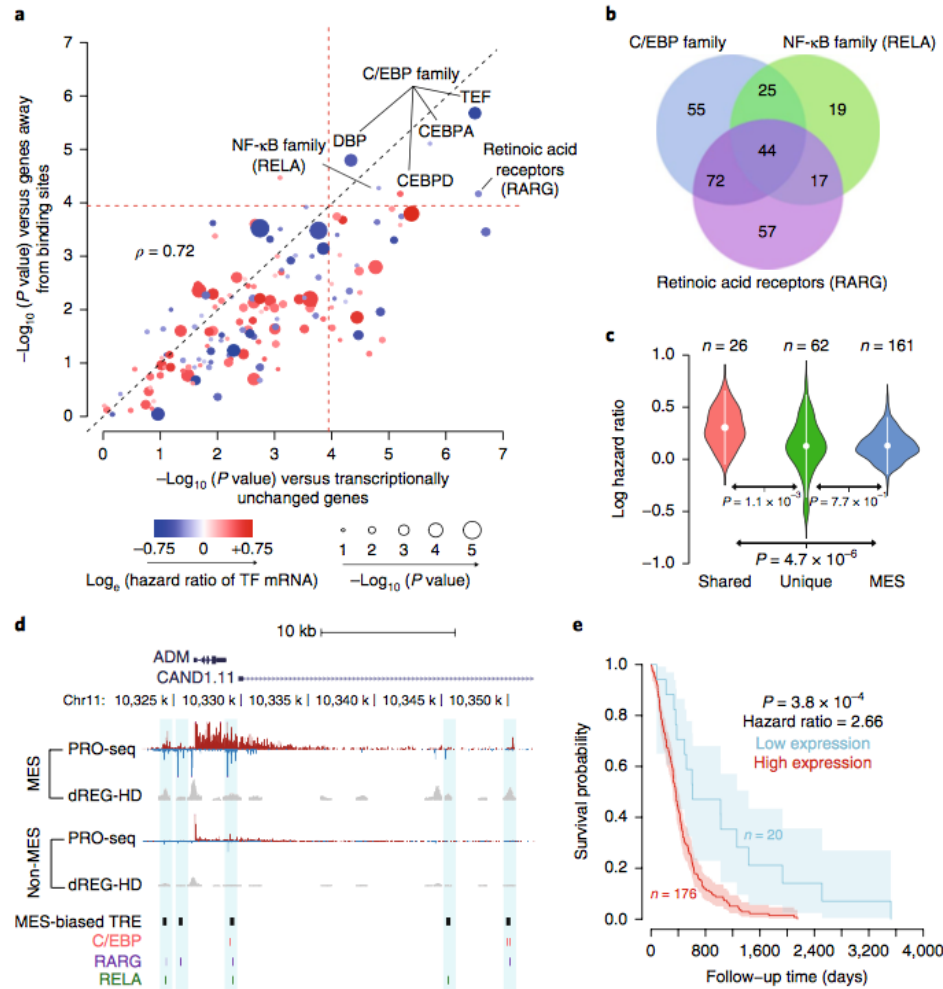 a
7
6
5
4
3
2
1
0
−Log10 (P value) versus genes away
from binding sites
C/EBP family
TEF
DBP
CEBPA
NF-κB family
(RELA)
CEBPD
Retinoic acid
receptors
(RARG)
ρ = 0.72
0 1 2 3 4 5 6 7
−Log10 (P value) versus transcriptionally
unchanged genes
−0.75 0 +0.75
Loge (hazard ratio of TF mRNA)
1 2 3 4 5
−Log10 (P value)
b
C/EBP family
NF-κB family (RELA)
55
25
19
44
72
17
57
Retinoic acid receptors (RARG)
c
n = 26 n = 62 n = 161
1.0
0.5
0.0
−0.5
−1.0
Log hazard ratio
P = 1.1 × 10−3
P = 7.7 × 10
P = 4.7 × 10−6
Shared Unique MES
d
10 kb
ADM
CAND1.11
Chr11: 10,325 k 10,330 k 10,335 k 10,340 k 10,345 k 10,350 k
MES
PRO-seq
dREG-HD
Non-MES
PRO-seq
dREG-HD
MES-biased TRE
C/EBP
RARG
RELA
e
1.0
0.8
0.6
0.4
0.2
0.0
Survival probability
P = 3.8 × 10−4
Hazard ratio = 2.66
Low expression
High expression
n = 20
n = 176
0 800 1,600 2,400 3,200 4,000
Follow-up time (days)